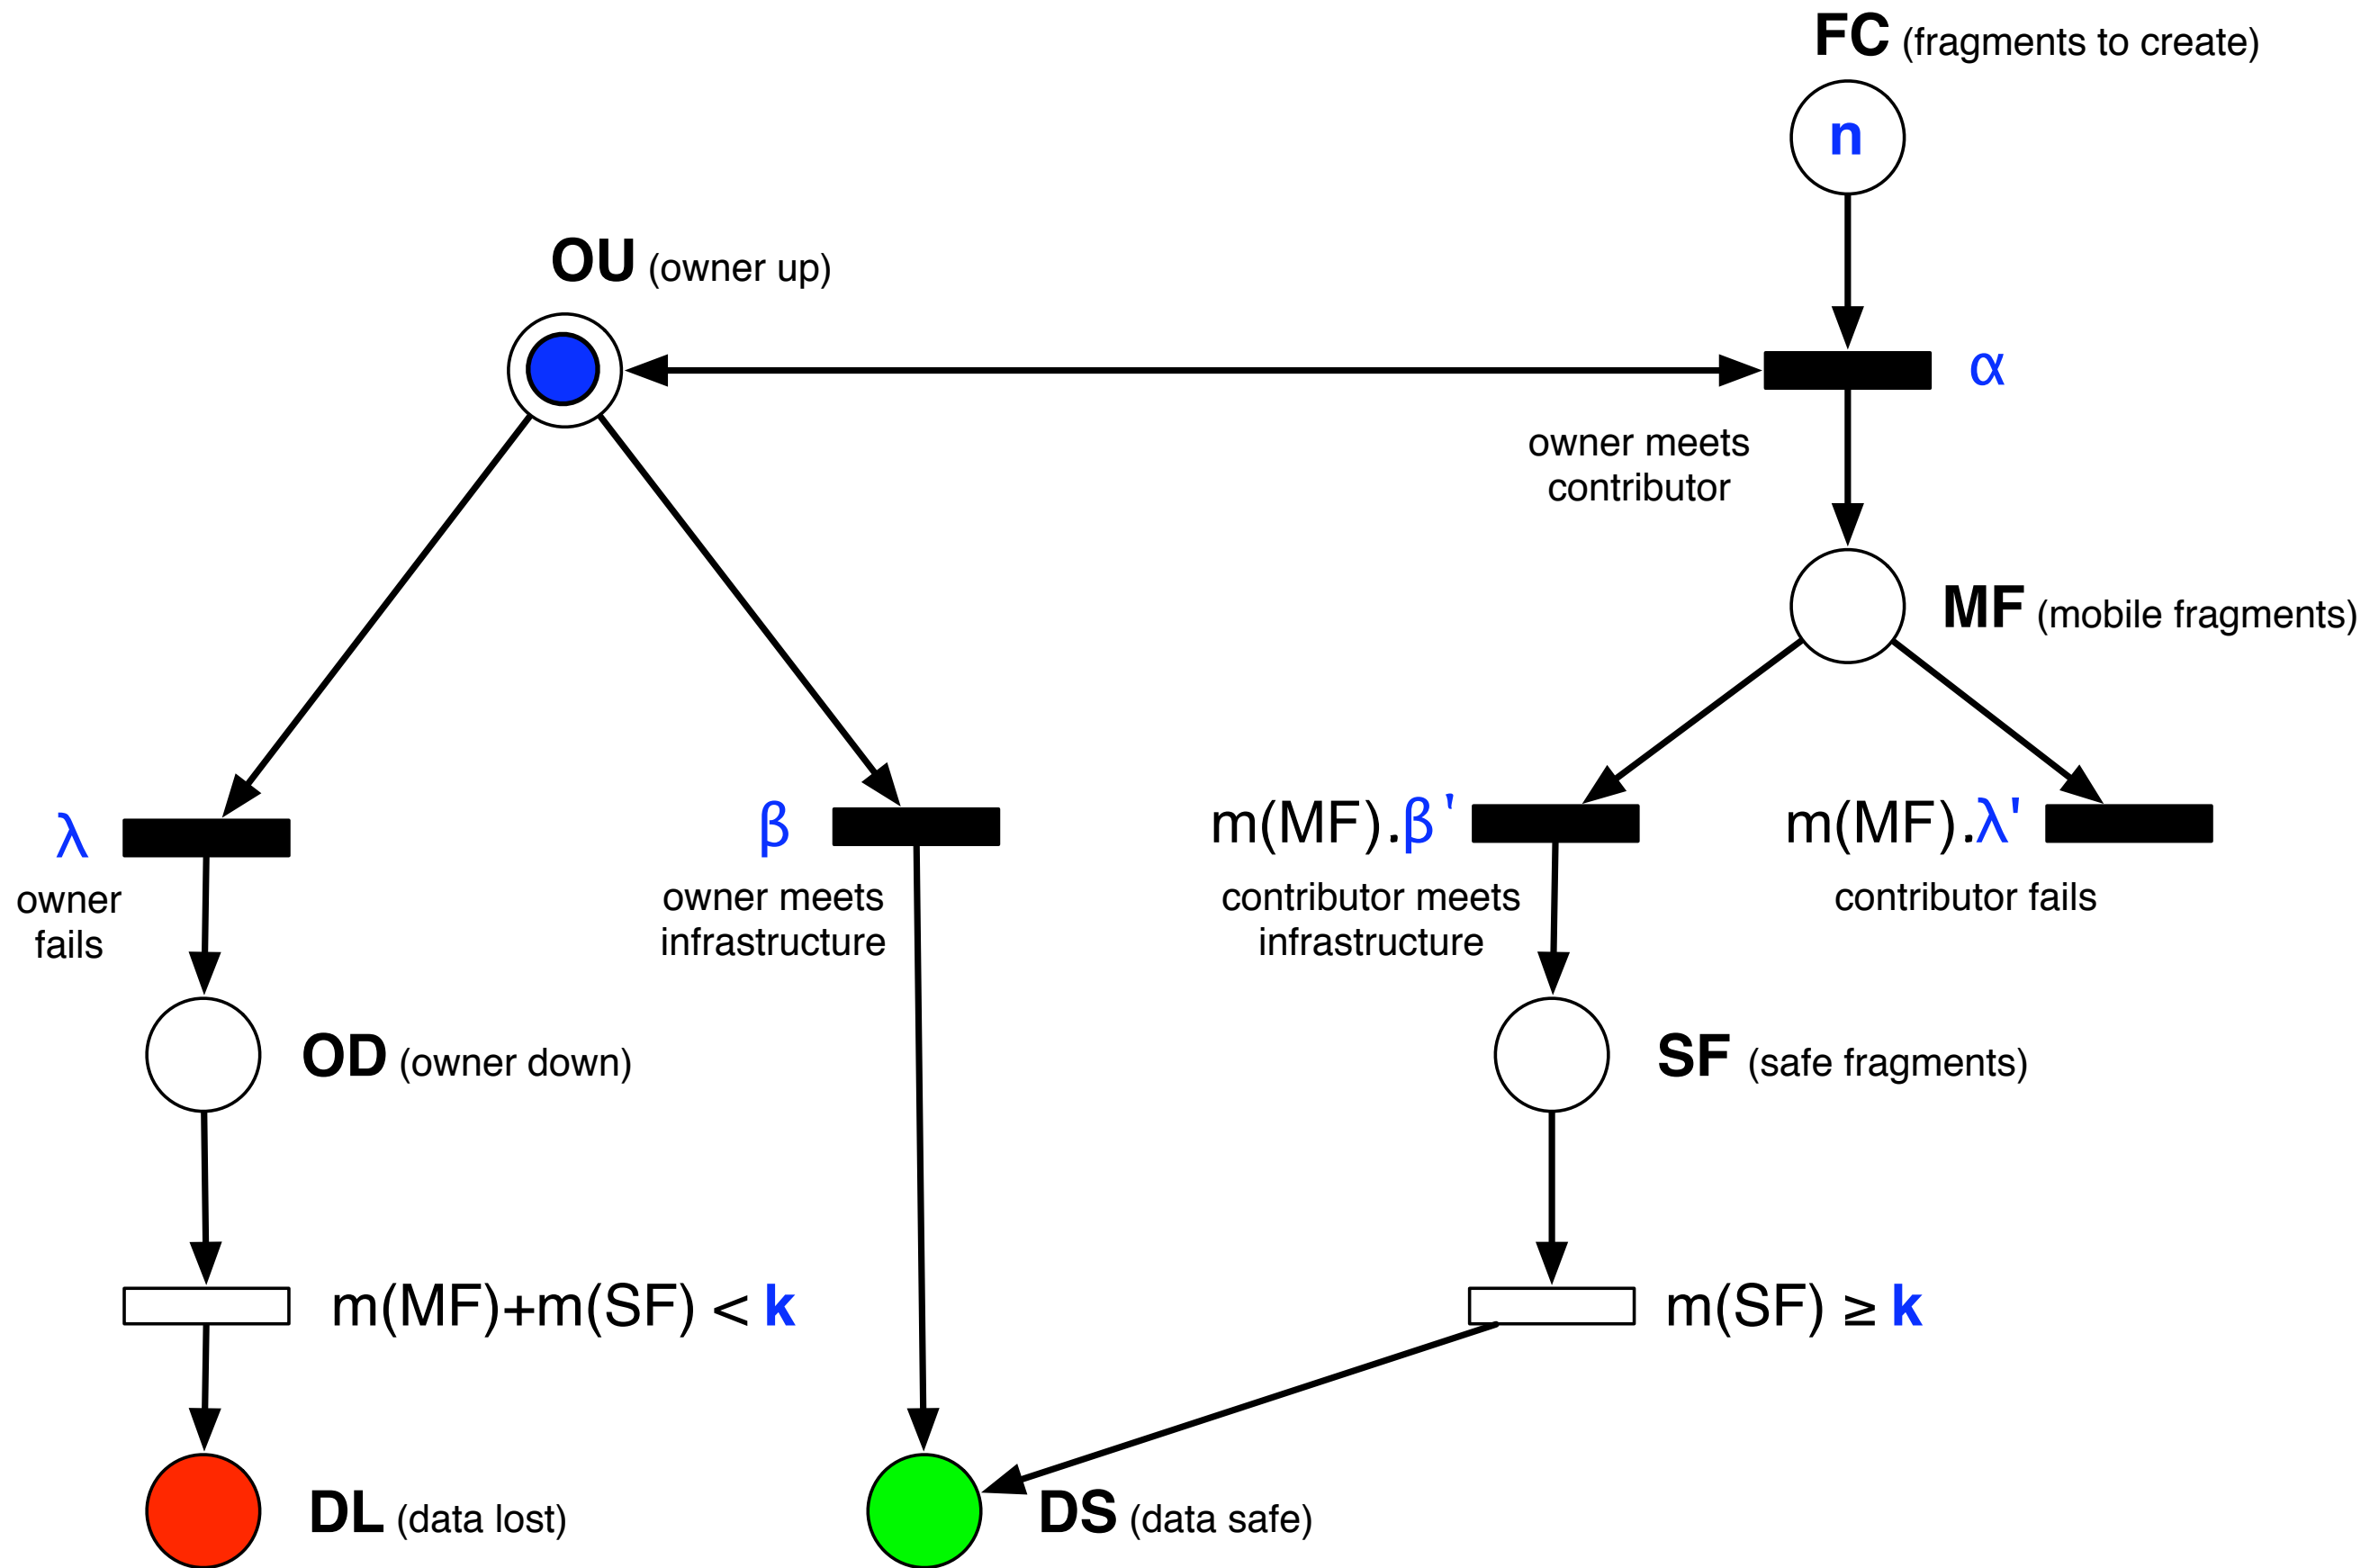 FC (fragments to create)
n
OU (owner up)
α
owner meets
contributor
MF (mobile fragments)
λ
owner
fails
β
owner meets
infrastructure
m(MF).β'
contributor meets
infrastructure
m(MF).λ'
contributor fails
OD (owner down)
SF (safe fragments)
m(MF)+m(SF) < k
m(SF) ≥ k
DL (data lost)
DS (data safe)